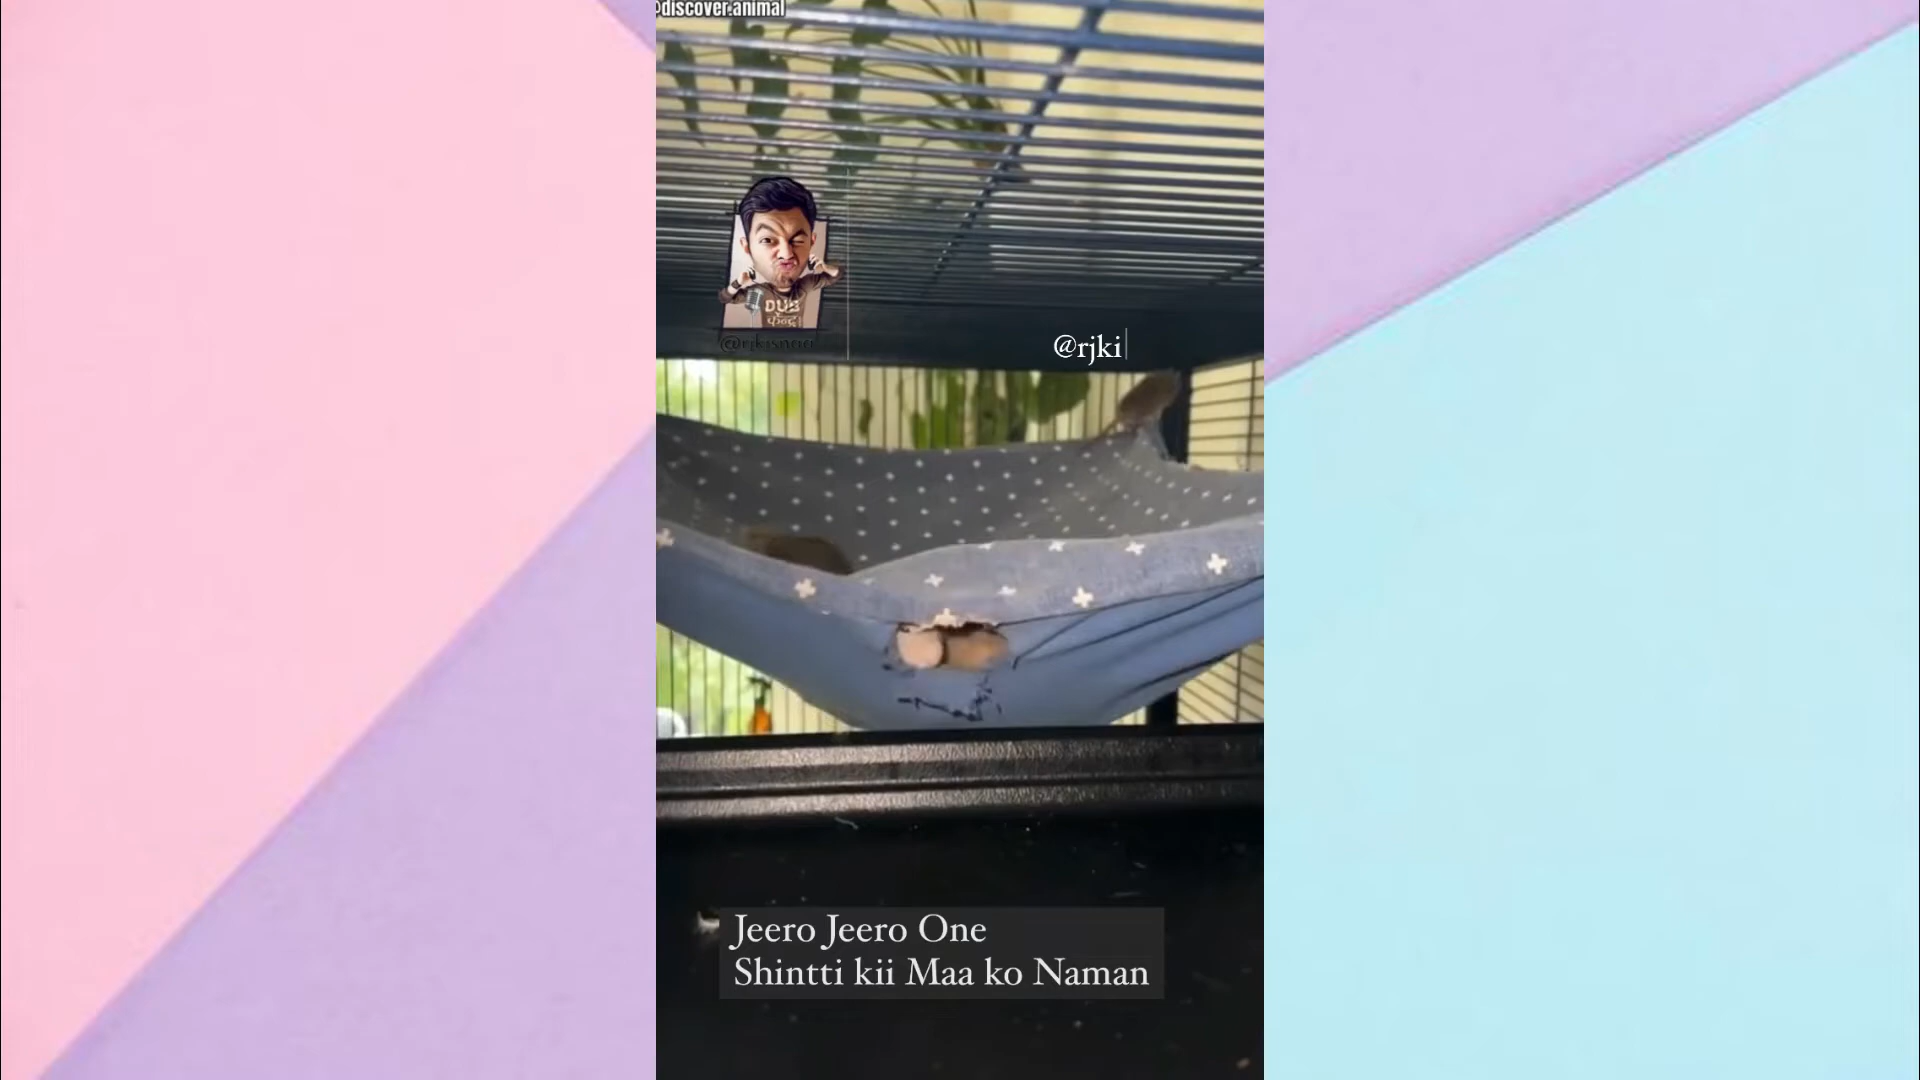 @discover.animal
DUB
केन्द्र
@rjki
Jeero Jeero One
Shintti kii Maa ko Naman